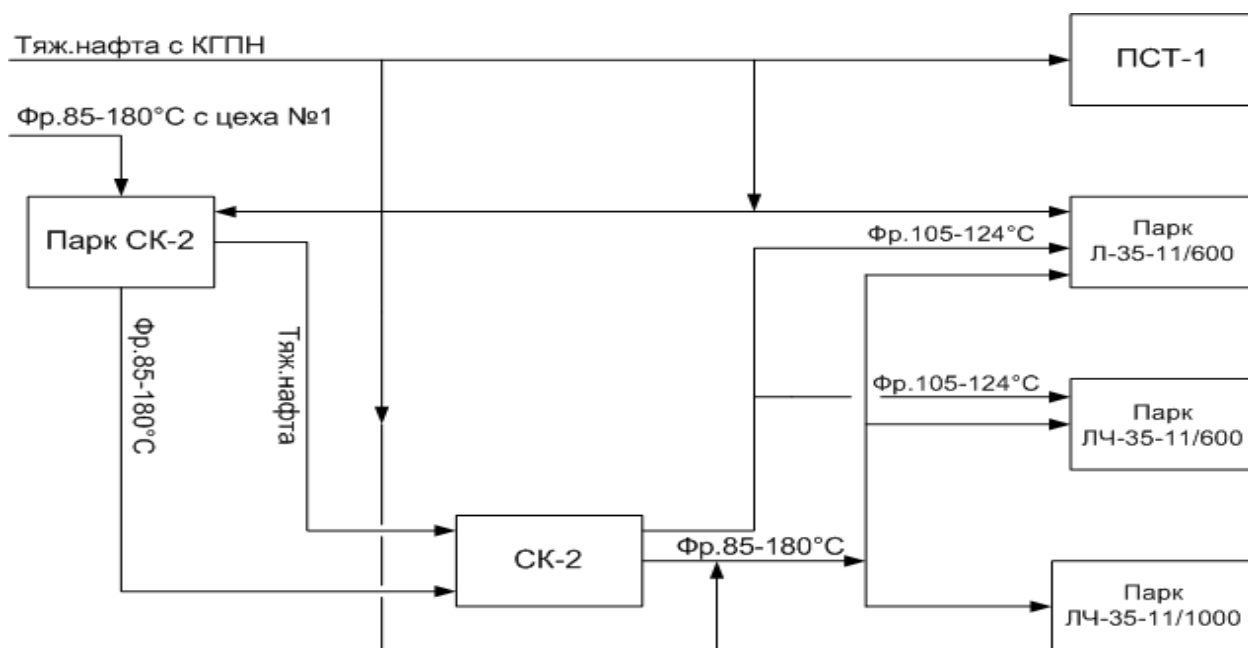 Тяж.нафта с КГПН
ПСТ-1
Фр.85-180°С с цеха №1
Парк СК-2
Фр.105-124°С
Парк
Л-35-11/600
Фр.85-180°С
Тяж.нафта
Фр.105-124°С
Парк
ЛЧ-35-11/600
СК-2
Фр.85-180°С
Парк
ЛЧ-35-11/1000